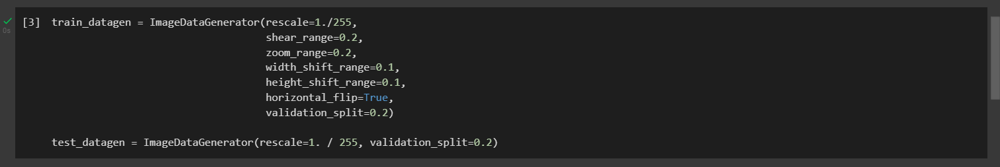 [3] train_datagen = ImageDataGenerator(rescale=1./255,
shear_range=0.2,
zoom_range=0.2,
width_shift_range=0.1,
height_shift_range=0.1,
horizontal_flip=True,
validation_split=0.2)
0s
test_datagen = ImageDataGenerator(rescale=1. / 255, validation_split=0.2)